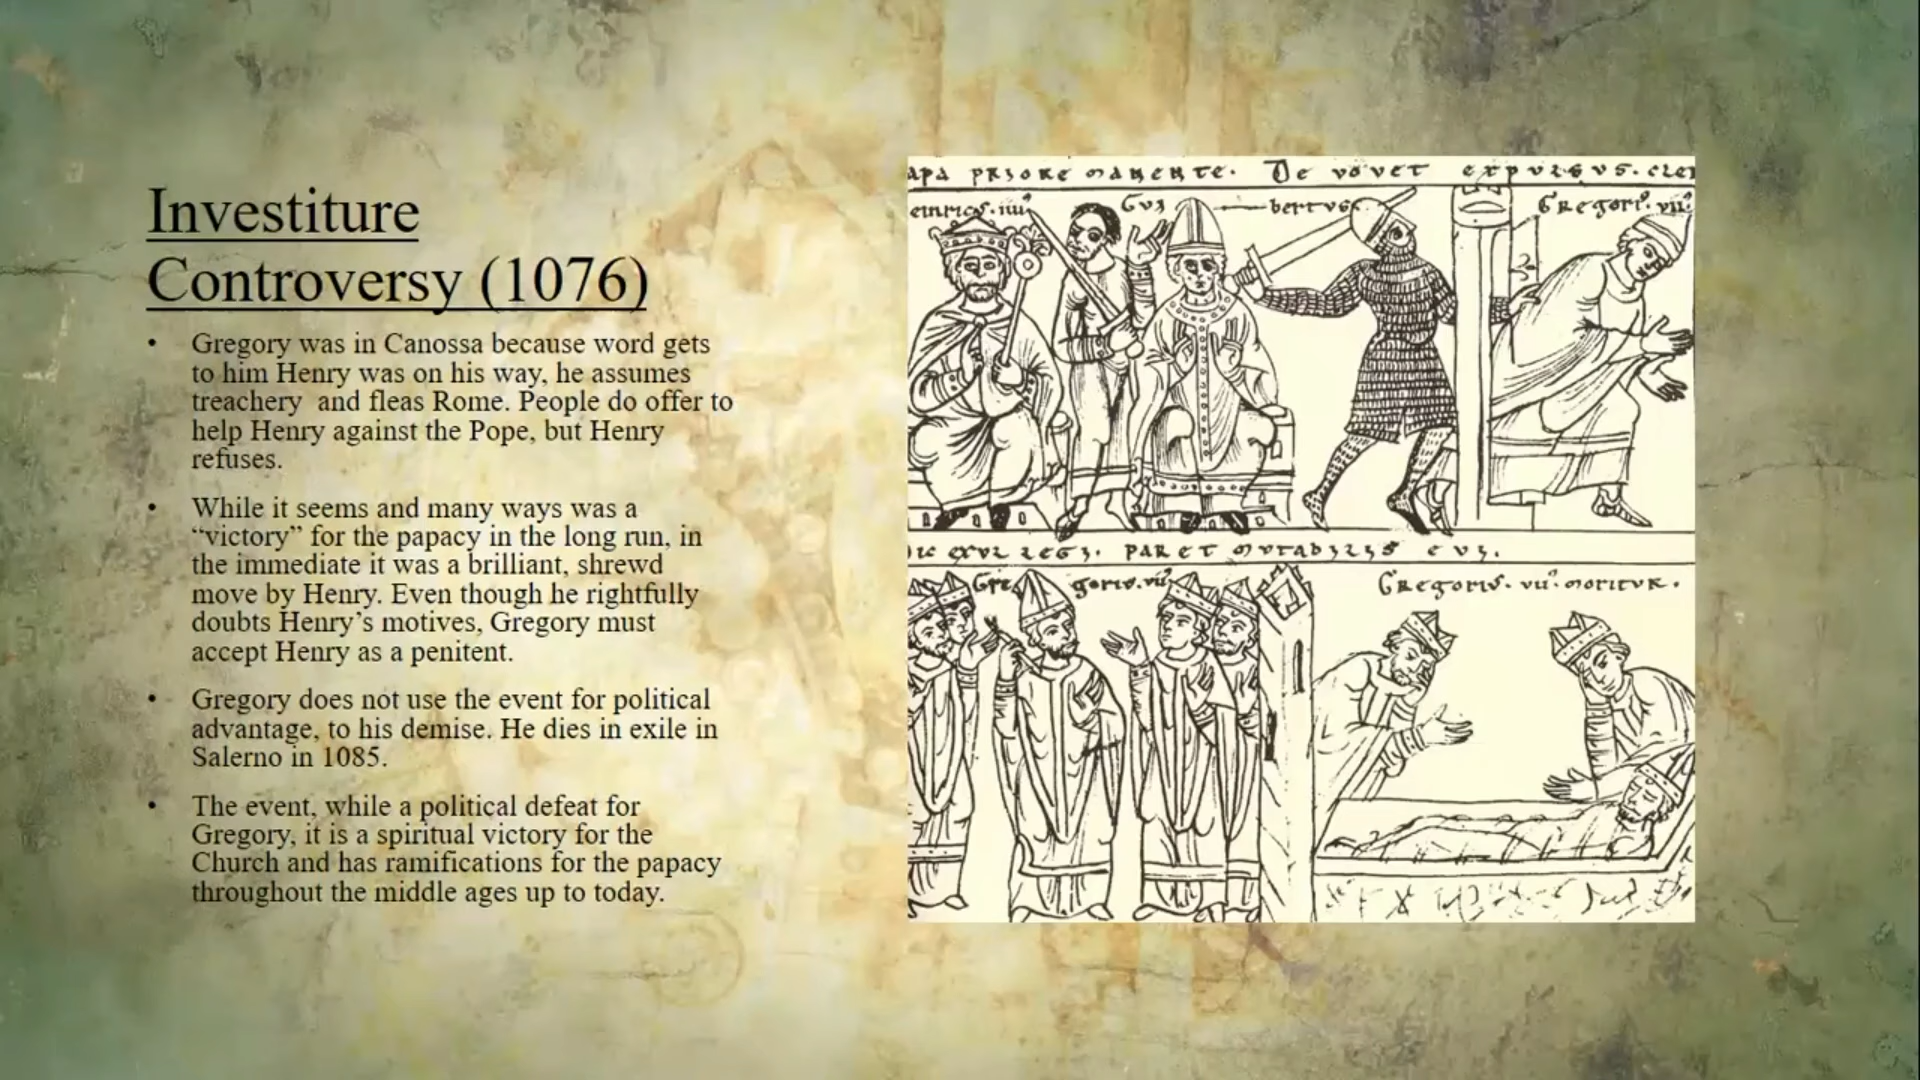 Investiture
Controversy (1076)
• Gregory was in Canossa because word gets
to him Henry was on his way, he assumes
treachery and fleas Rome. People do offer to
help Henry against the Pope, but Henry
refuses.
• While it seems and many ways was a
“victory” for the papacy in the long run, in
the immediate it was a brilliant, shrewd
move by Henry. Even though he rightfully
doubts Henry’s motives, Gregory must
accept Henry as a penitent.
• Gregory does not use the event for political
advantage, to his demise. He dies in exile in
Salerno in 1085.
• The event, while a political defeat for
Gregory, it is a spiritual victory for the
Church and has ramifications for the papacy
throughout the middle ages up to today.